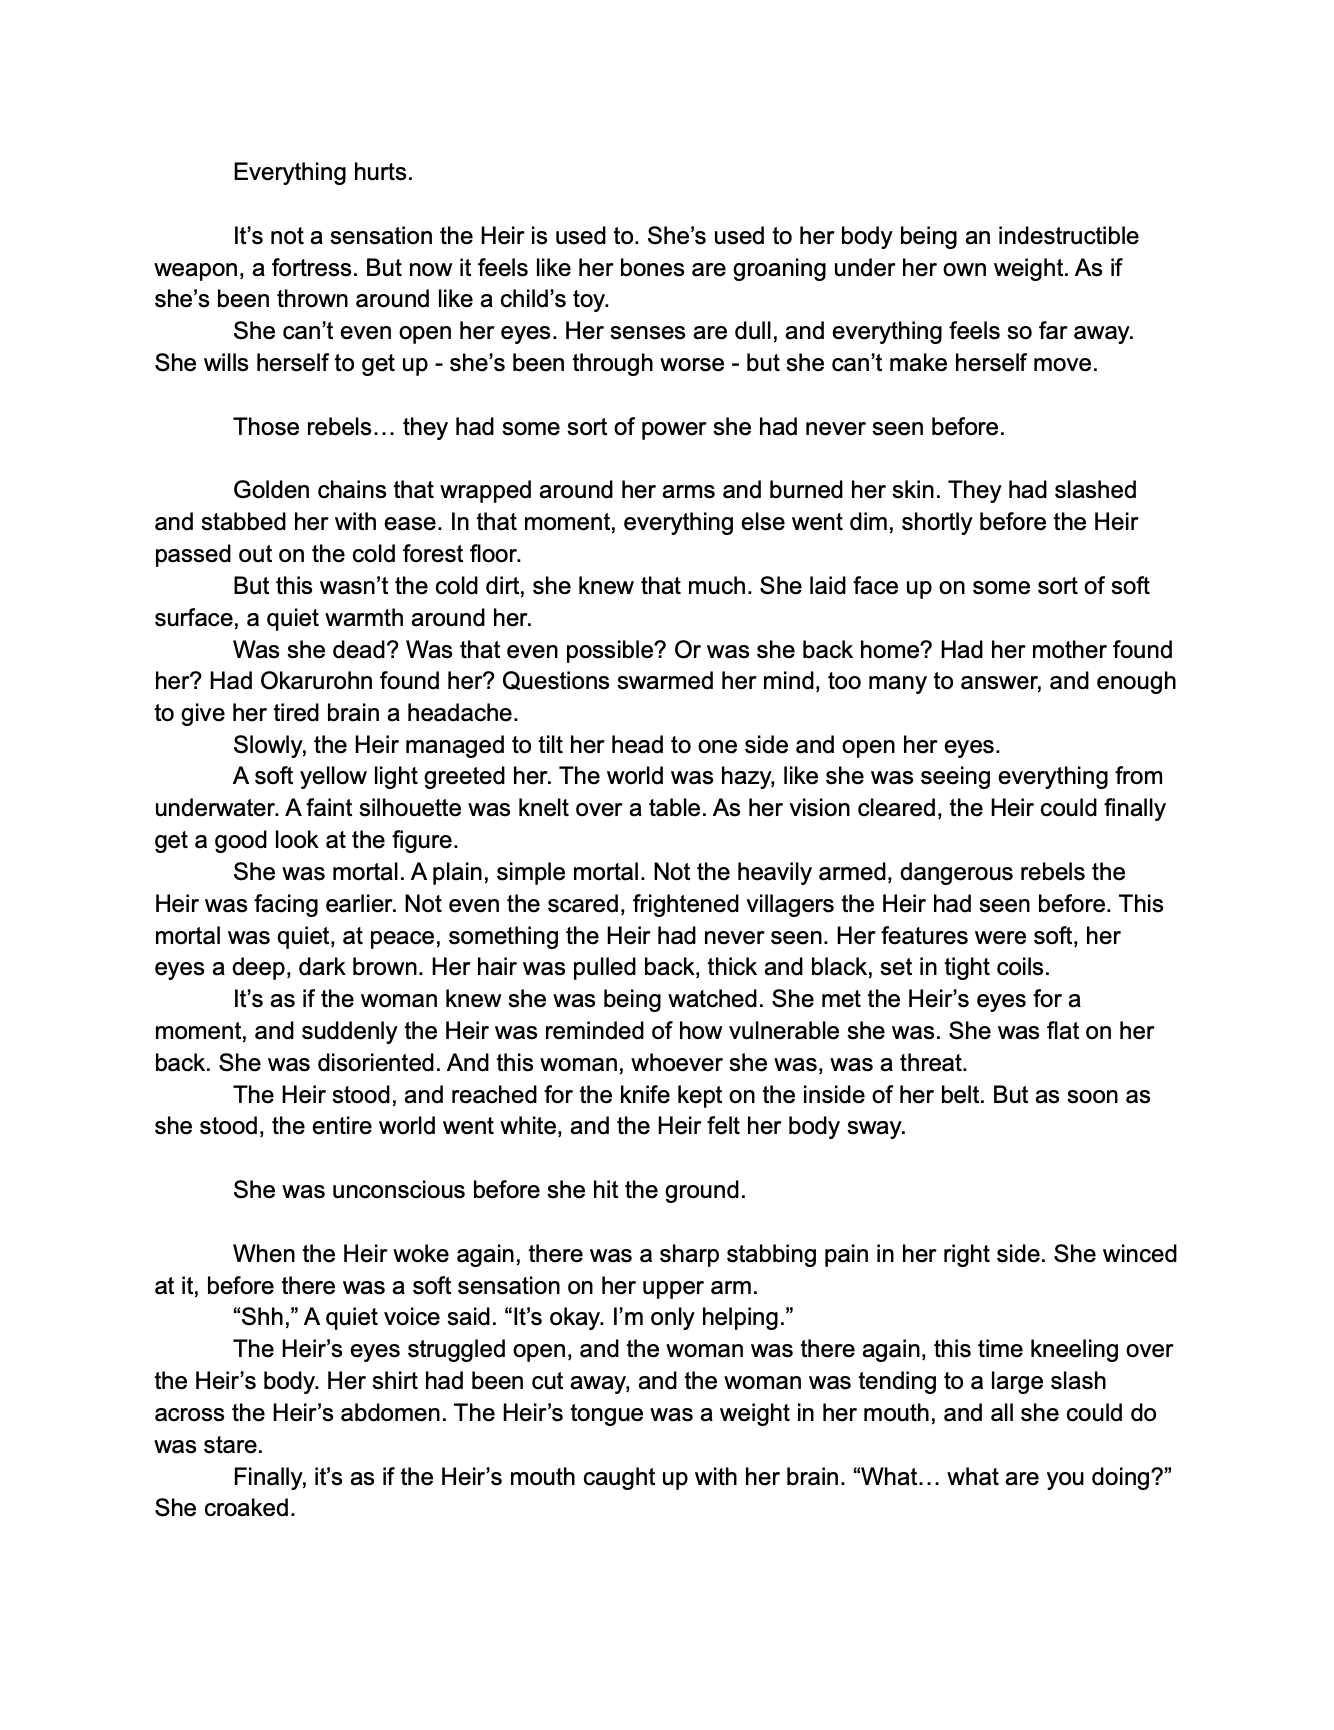 Everything hurts.
It’s not a sensation the Heir is used to. She’s used to her body being an indestructible
weapon, a fortress. But now it feels like her bones are groaning under her own weight. As if
she’s been thrown around like a child’s toy.
She can’t even open her eyes. Her senses are dull, and everything feels so far away.
She wills herself to get up - she’s been through worse - but she can’t make herself move.
Those rebels… they had some sort of power she had never seen before.
Golden chains that wrapped around her arms and burned her skin. They had slashed
and stabbed her with ease. In that moment, everything else went dim, shortly before the Heir
passed out on the cold forest floor.
But this wasn’t the cold dirt, she knew that much. She laid face up on some sort of soft
surface, a quiet warmth around her.
Was she dead? Was that even possible? Or was she back home? Had her mother found
her? Had Okarurohn found her? Questions swarmed her mind, too many to answer, and enough
to give her tired brain a headache.
Slowly, the Heir managed to tilt her head to one side and open her eyes.
A soft yellow light greeted her. The world was hazy, like she was seeing everything from
underwater. A faint silhouette was knelt over a table. As her vision cleared, the Heir could finally
get a good look at the figure.
She was mortal. A plain, simple mortal. Not the heavily armed, dangerous rebels the
Heir was facing earlier. Not even the scared, frightened villagers the Heir had seen before. This
mortal was quiet, at peace, something the Heir had never seen. Her features were soft, her
eyes a deep, dark brown. Her hair was pulled back, thick and black, set in tight coils.
It’s as if the woman knew she was being watched. She met the Heir’s eyes for a
moment, and suddenly the Heir was reminded of how vulnerable she was. She was flat on her
back. She was disoriented. And this woman, whoever she was, was a threat.
The Heir stood, and reached for the knife kept on the inside of her belt. But as soon as
she stood, the entire world went white, and the Heir felt her body sway.
She was unconscious before she hit the ground.
When the Heir woke again, there was a sharp stabbing pain in her right side. She winced
at it, before there was a soft sensation on her upper arm.
“Shh,” A quiet voice said. “It’s okay. I’m only helping.”
The Heir’s eyes struggled open, and the woman was there again, this time kneeling over
the Heir’s body. Her shirt had been cut away, and the woman was tending to a large slash
across the Heir’s abdomen. The Heir’s tongue was a weight in her mouth, and all she could do
was stare.
Finally, it’s as if the Heir’s mouth caught up with her brain. “What… what are you doing?”
She croaked.